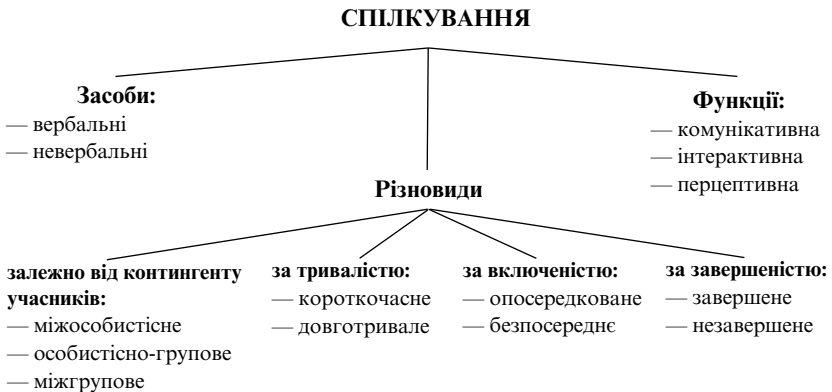 СПІЛКУВАННЯ
Засоби:
— вербальні
— невербальні
Функції:
— комунікативна
— інтерактивна
— перцептивна
Різновиди
залежно від контингенту
учасників:
— міжособистісне
— особистісно-групове
— міжгрупове
за тривалістю:
— короткочасне
— довготривале
за включеністю:
— опосередковане
— безпосереднє
за завершеністю:
— завершене
— незавершене